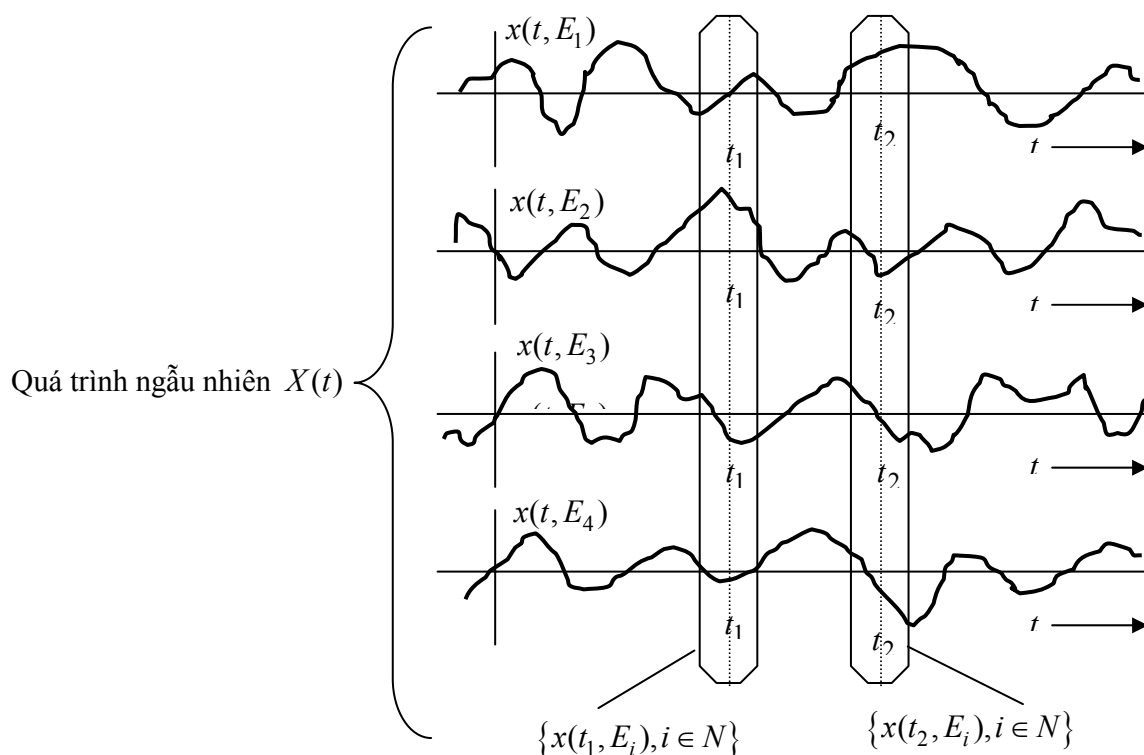 x(t, E₁)
t₁ t₂ t
x(t, E₂)
t₁ t₂ t
x(t, E₃)
Quá trình ngẫu nhiên X(t)
t₁ t₂ t
x(t, E₄)
t₁ t₂ t
{x(t₁, Eᵢ), i ∈ N} {x(t₂, Eᵢ), i ∈ N}